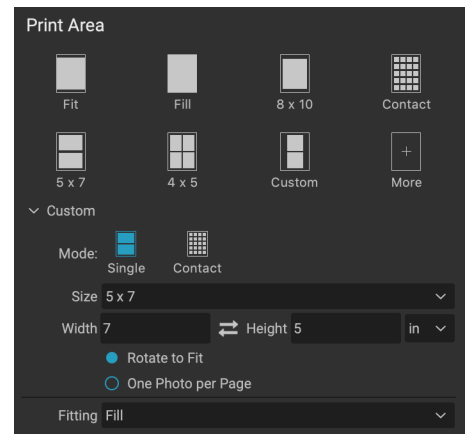 Print Area
Fit Fill 8 x 10 Contact
5 x 7 4 x 5 Custom More
Custom
Mode:
Single Contact
Size 5 x 7
Width 7 Height 5 in
Rotate to Fit
One Photo per Page
Fitting Fill